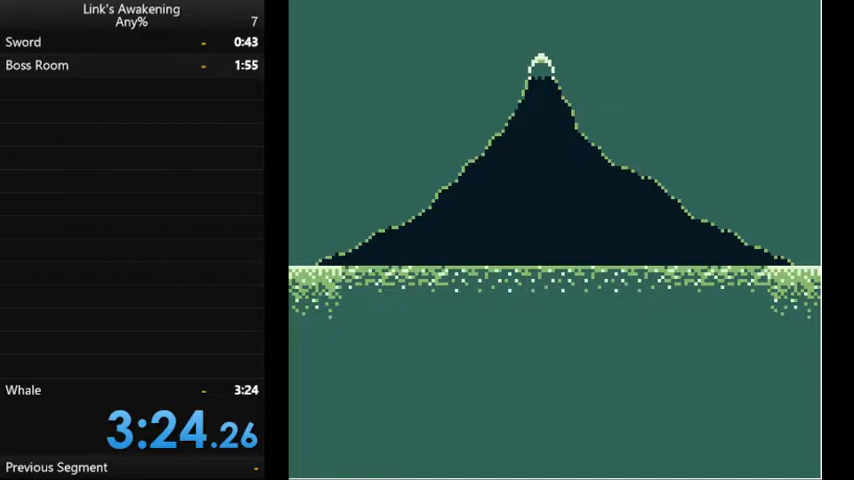 Link's Awakening
Any% 7
Sword - 0:43
Boss Room - 1:55
Whale - 3:24
3:24.26
Previous Segment -